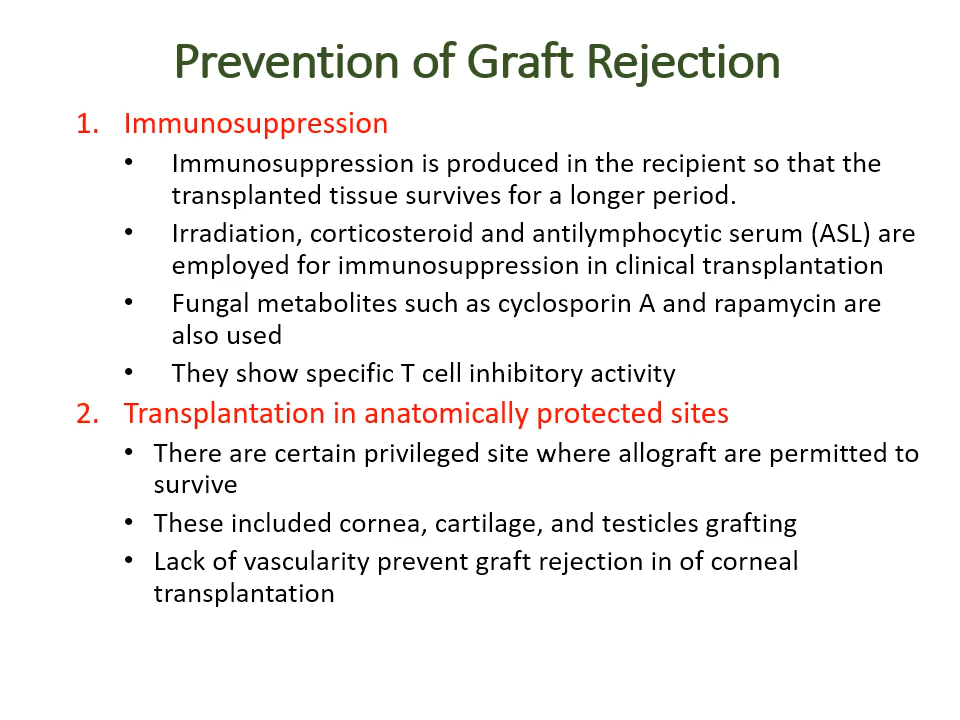 Prevention of Graft Rejection
1. Immunosuppression
• Immunosuppression is produced in the recipient so that the
transplanted tissue survives for a longer period.
• Irradiation, corticosteroid and antilymphocytic serum (ASL) are
employed for immunosuppression in clinical transplantation
• Fungal metabolites such as cyclosporin A and rapamycin are
also used
• They show specific T cell inhibitory activity
2. Transplantation in anatomically protected sites
• There are certain privileged site where allograft are permitted to
survive
• These included cornea, cartilage, and testicles grafting
• Lack of vascularity prevent graft rejection in of corneal
transplantation